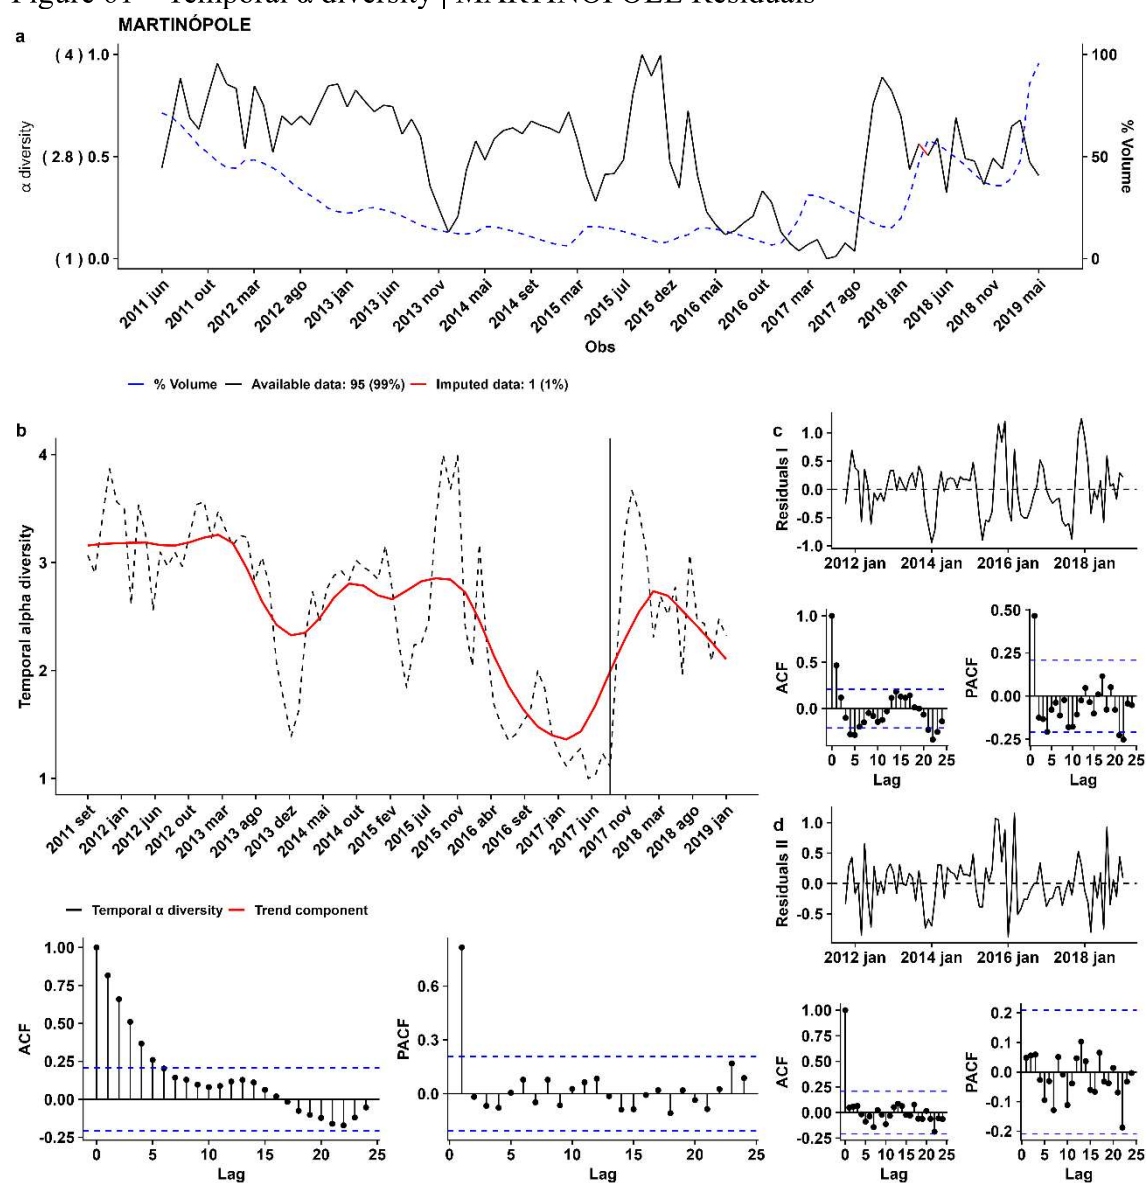 Figure 61 – Temporal α diversity | MARTINÓPOLE Residuals
MARTINÓPOLE
a
α diversity
( 4 ) 1.0
( 2.8 ) 0.5
( 1 ) 0.0
100
50
0
% Volume
2011 jun
2011 out
2012 mar
2012 ago
2013 jan
2013 jun
2013 nov
2014 mai
2014 set
2015 mar
2015 jul
2015 dez
2016 mai
2016 out
2017 mar
2017 ago
2018 jan
2018 jun
2018 nov
2019 mai
Obs
% Volume Available data: 95 (99%) Imputed data: 1 (1%)
b
Temporal alpha diversity
4
3
2
1
2011 set
2012 jan
2012 jun
2012 out
2013 mar
2013 ago
2013 dez
2014 mai
2014 out
2015 fev
2015 jul
2015 nov
2016 abr
2016 set
2017 jan
2017 jun
2017 nov
2018 mar
2018 ago
2019 jan
Temporal α diversity Trend component
ACF
1.00
0.75
0.50
0.25
0.00
-0.25
0 5 10 15 20 25
Lag
PACF
0.6
0.3
0.0
0 5 10 15 20 25
Lag
c
Residuals I
1.0
0.5
0.0
-0.5
-1.0
2012 jan 2014 jan 2016 jan 2018 jan
ACF
1.0
0.5
0.0
0 5 10 15 20 25
Lag
PACF
0.50
0.25
0.00
-0.25
0 5 10 15 20 25
Lag
d
Residuals II
1.0
0.5
0.0
-0.5
2012 jan 2014 jan 2016 jan 2018 jan
ACF
1.00
0.75
0.50
0.25
0.00
-0.25
0 5 10 15 20 25
Lag
PACF
0.2
0.1
0.0
-0.1
-0.2
0 5 10 15 20 25
Lag